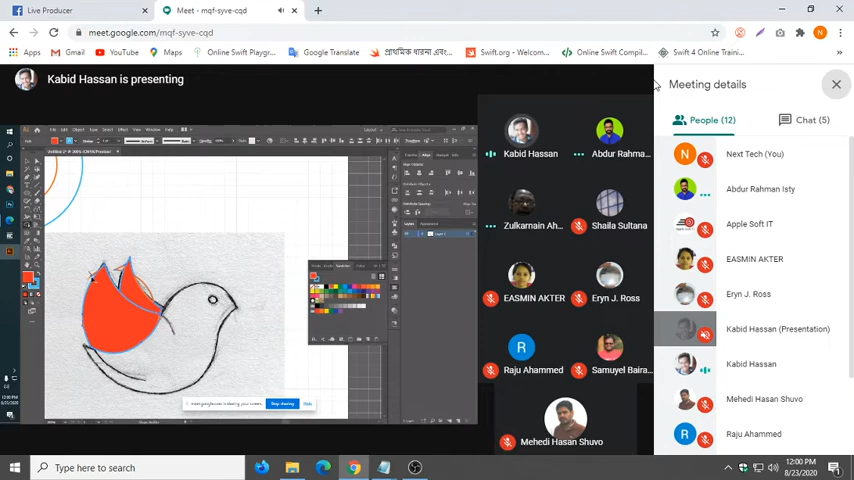 Live Producer
Meet - mqf-syve-cqd
meet.google.com/mqf-syve-cqd
Apps
Gmail
YouTube
Maps
Online Swift Playgr...
Google Translate
প্রাথমিক ধারনা এবং...
Swift.org - Welcom...
Online Swift Compil...
Swift 4 Online Traini...
Kabid Hassan is presenting
Meeting details
People (12)
Chat (5)
Next Tech (You)
Abdur Rahman Isty
Apple Soft IT
EASMIN AKTER
Eryn J. Ross
Kabid Hassan (Presentation)
Kabid Hassan
Mehedi Hasan Shuvo
Raju Ahammed
Kabid Hassan
Abdur Rahma...
Zulkarnain Ah...
Shaila Sultana
EASMIN AKTER
Eryn J. Ross
Raju Ahammed
Samuyel Baira...
Mehedi Hasan Shuvo
Stop sharing
Hide
Type here to search
12:00 PM
8/23/2020